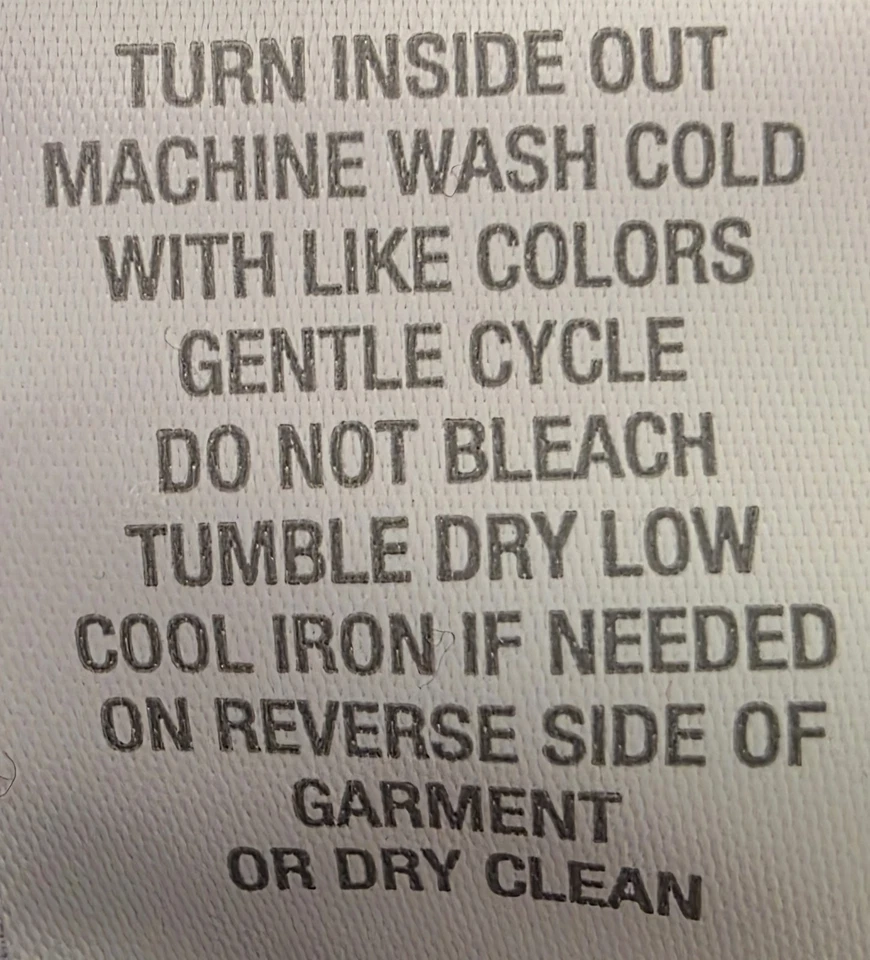 TURN INSIDE OUT
MACHINE WASH COLD
WITH LIKE COLORS
GENTLE CYCLE
DO NOT BLEACH
TUMBLE DRY LOW
COOL IRON IF NEEDED
ON REVERSE SIDE OF
GARMENT
OR DRY CLEAN